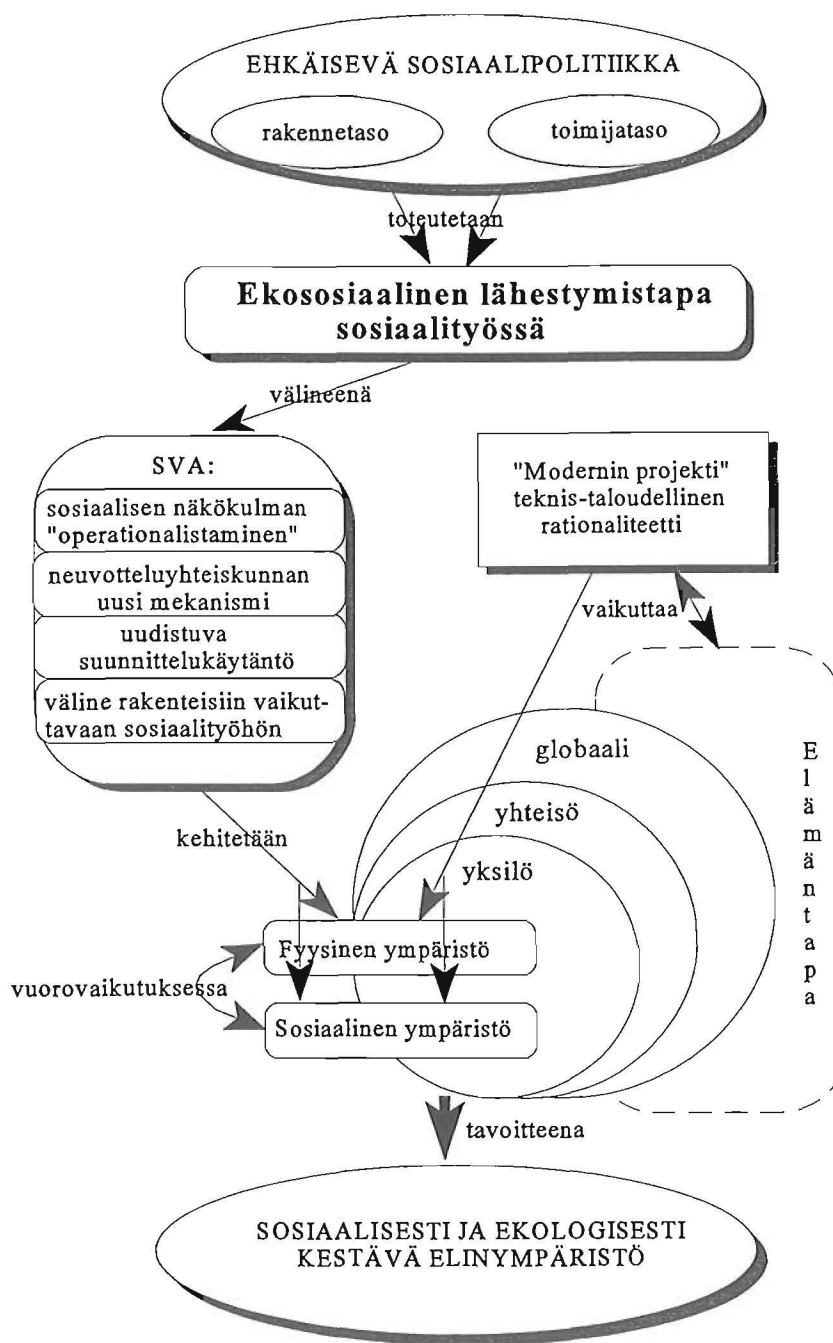 EHKÄISEVÄ SOSIAALIPOLITIIKKA
rakennetaso
toimijataso
toteutetaan
Ekososiaalinen lähestymistapa
sosiaalityössä
välineenä
SVA:
sosiaalisen näkökulman
"operationalistaminen"
neuvotteluyhteiskunnan
uusi mekanismi
uudistuva
suunnittelukäytäntö
väline rakenteisiin vaikut-
tavaan sosiaalityöhön
"Modernin projekti"
teknis-taloudellinen
rationaliteetti
vaikuttaa
globaali
yhteisö
yksilö
Elämäntapa
kehitetään
Fyysinen ympäristö
vuorovaikutuksessa
Sosiaalinen ympäristö
tavoitteena
SOSIAALISESTI JA EKOLOGISESTI
KESTÄVÄ ELINYMPÄRISTÖ